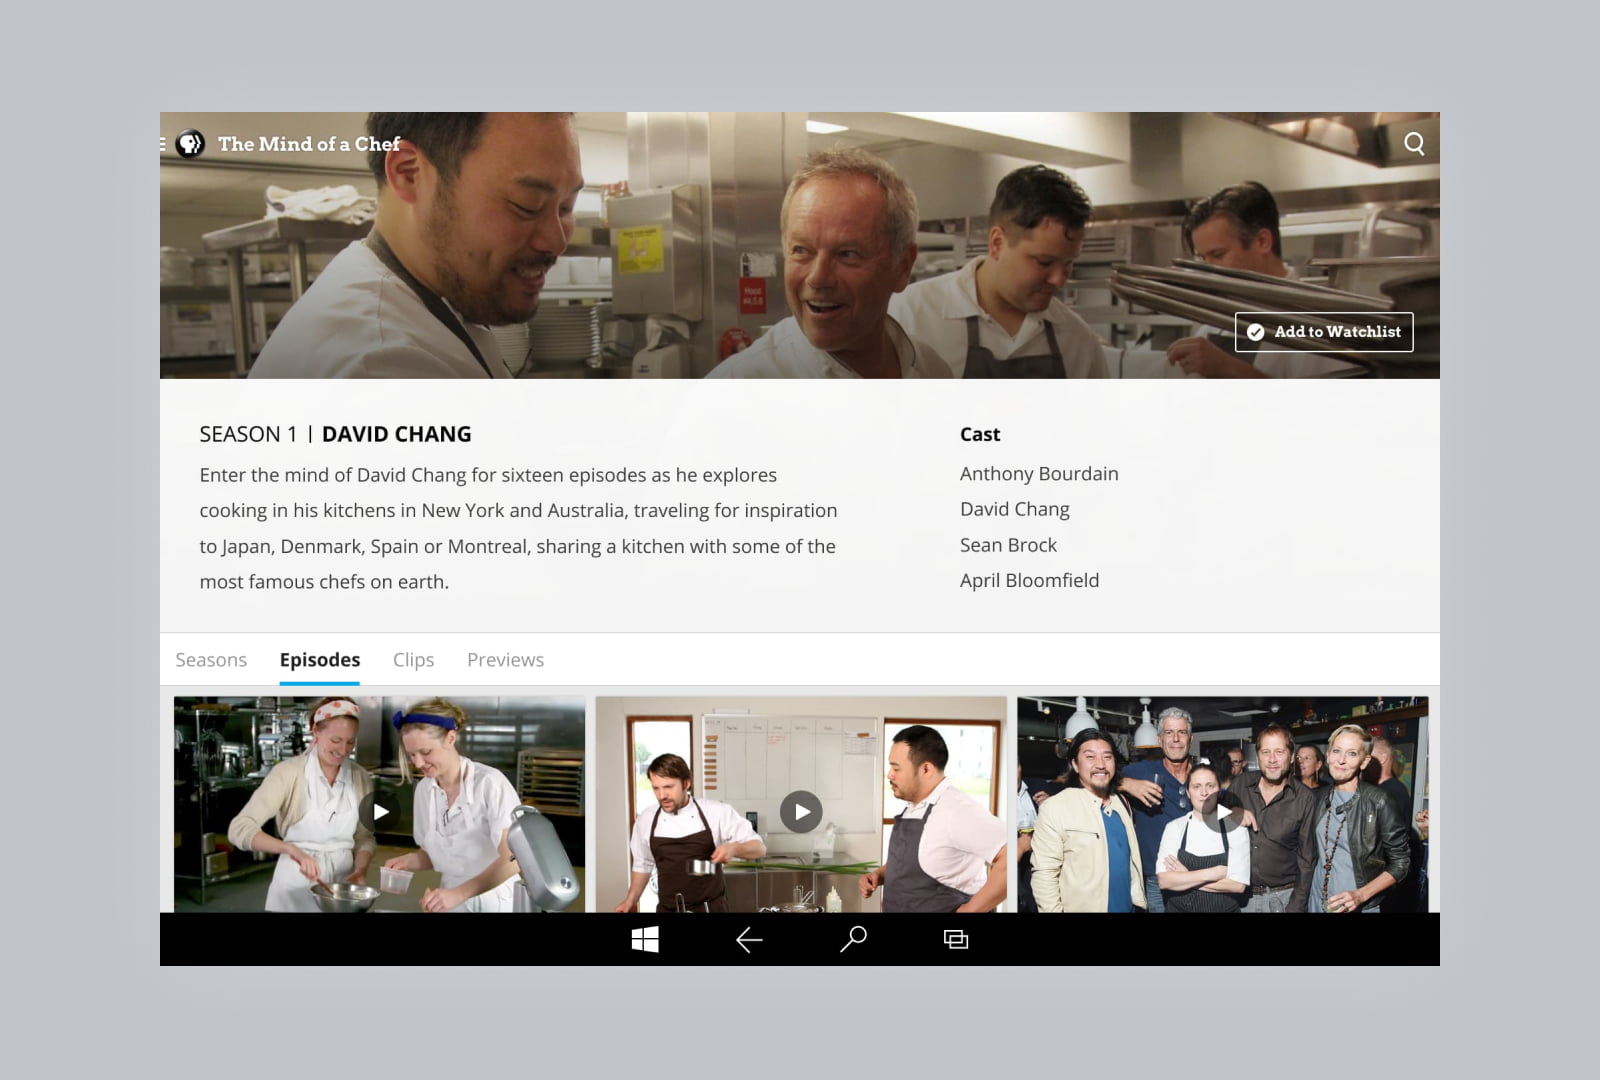 The Mind of a Chef
Add to Watchlist
SEASON 1 | DAVID CHANG
Enter the mind of David Chang for sixteen episodes as he explores
cooking in his kitchens in New York and Australia, traveling for inspiration
to Japan, Denmark, Spain or Montreal, sharing a kitchen with some of the
most famous chefs on earth.
Cast
Anthony Bourdain
David Chang
Sean Brock
April Bloomfield
Seasons Episodes Clips Previews